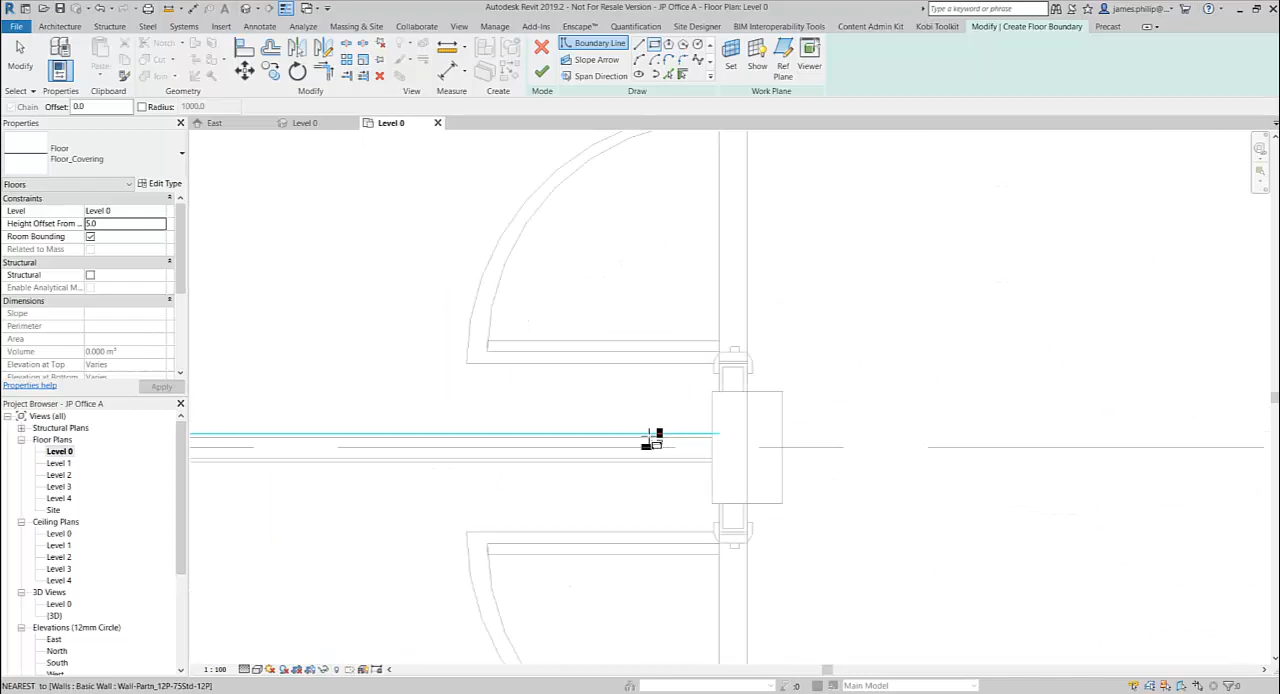 Autodesk Revit 2019.2 - Not For Resale Version - JP Office A - Floor Plan: Level 0
Type a keyword or phrase
james.philip@...
File Architecture Structure Steel Systems Insert Annotate Analyze Massing & Site Collaborate View Manage Add-Ins Enscape™ Quantification Site Designer BIM Interoperability Tools Content Admin Kit Kobi Toolkit Modify | Create Floor Boundary Precast
Modify Paste Notch Cut Join Boundary Line Slope Arrow Span Direction Set Show Ref Plane Viewer
Select Properties Clipboard Geometry Modify View Measure Create Mode Draw Work Plane
Chain Offset: 0.0 Radius: 1000.0
Properties
East Level 0 Level 0
Floor
Floor_Covering
Floors Edit Type
Constraints
Level Level 0
Height Offset From ... 5.0
Room Bounding
Related to Mass
Structural
Structural
Enable Analytical M...
Dimensions
Slope
Perimeter
Area
Volume 0.000 m³
Elevation at Top Varies
Elevation at Bottom Varies
Properties help Apply
Project Browser - JP Office A
Views (all)
Structural Plans
Floor Plans
Level 0
Level 1
Level 2
Level 3
Level 4
Site
Ceiling Plans
Level 0
Level 1
Level 2
Level 3
Level 4
3D Views
Level 0
{3D}
Elevations (12mm Circle)
East
North
South
West
1 : 100
NEAREST to [Walls : Basic Wall : Wall-Partn_12P-75Std-12P]
:0
Main Model
:0